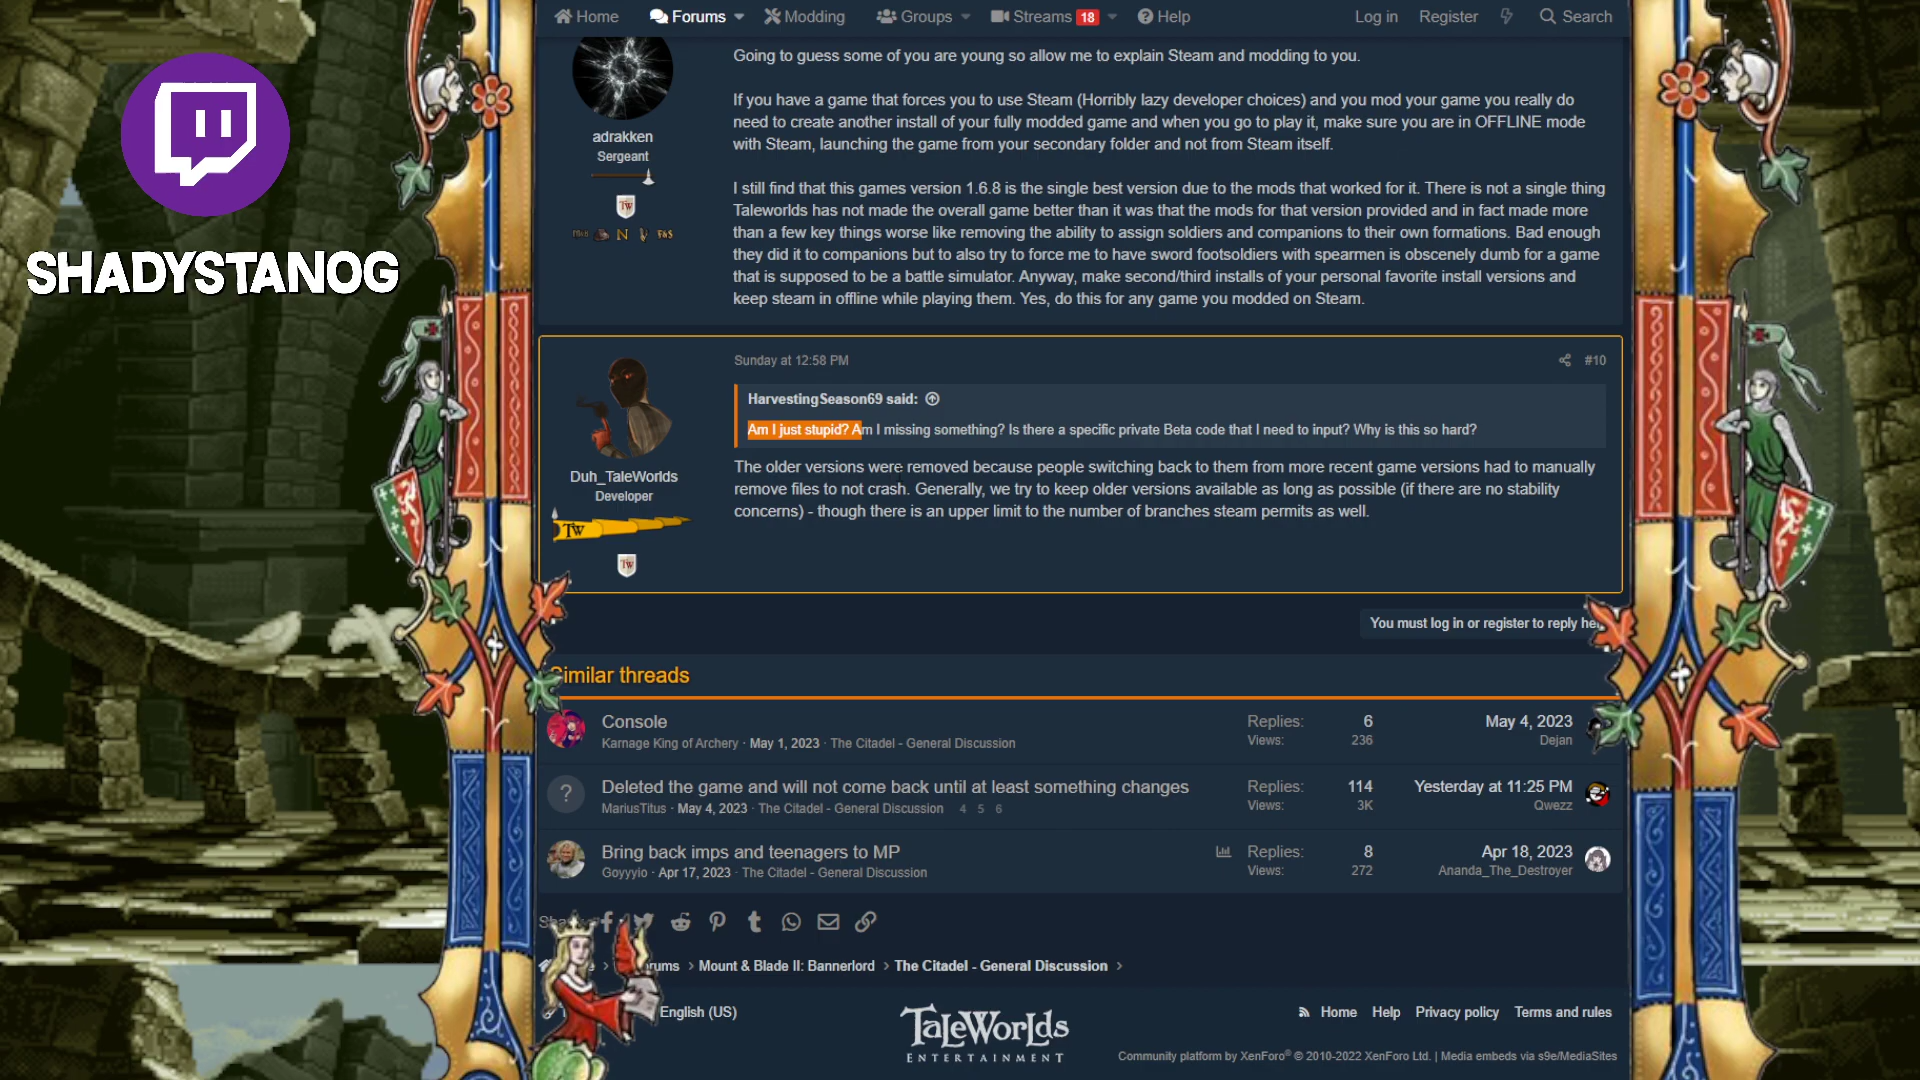 Home Forums Modding Groups Streams 18 Help Log in Register Search
SHADYSTANOG
adrakken
Sergeant
TW
N F&S
Going to guess some of you are young so allow me to explain Steam and modding to you.
If you have a game that forces you to use Steam (Horribly lazy developer choices) and you mod your game you really do
need to create another install of your fully modded game and when you go to play it, make sure you are in OFFLINE mode
with Steam, launching the game from your secondary folder and not from Steam itself.
I still find that this games version 1.6.8 is the single best version due to the mods that worked for it. There is not a single thing
Taleworlds has not made the overall game better than it was that the mods for that version provided and in fact made more
than a few key things worse like removing the ability to assign soldiers and companions to their own formations. Bad enough
they did it to companions but to also try to force me to have sword footsoldiers with spearmen is obscenely dumb for a game
that is supposed to be a battle simulator. Anyway, make second/third installs of your personal favorite install versions and
keep steam in offline while playing them. Yes, do this for any game you modded on Steam.
Duh_TaleWorlds
Developer
TW
TW
Sunday at 12:58 PM #10
HarvestingSeason69 said:
Am I just stupid? Am I missing something? Is there a specific private Beta code that I need to input? Why is this so hard?
The older versions were removed because people switching back to them from more recent game versions had to manually
remove files to not crash. Generally, we try to keep older versions available as long as possible (if there are no stability
concerns) - though there is an upper limit to the number of branches steam permits as well.
You must log in or register to reply he
imilar threads
Console Replies: 6 May 4, 2023
Karnage King of Archery · May 1, 2023 · The Citadel - General Discussion Views: 236 Dejan
? Deleted the game and will not come back until at least something changes Replies: 114 Yesterday at 11:25 PM
MariusTitus · May 4, 2023 · The Citadel - General Discussion 4 5 6 Views: 3K Qwezz
Bring back imps and teenagers to MP Replies: 8 Apr 18, 2023
Goyyyio · Apr 17, 2023 · The Citadel - General Discussion Views: 272 Ananda_The_Destroyer
rums Mount & Blade II: Bannerlord The Citadel - General Discussion
English (US) Home Help Privacy policy Terms and rules
TALEWORLDS
ENTERTAINMENT
Community platform by XenForo® © 2010-2022 XenForo Ltd. | Media embeds via s9e/MediaSites